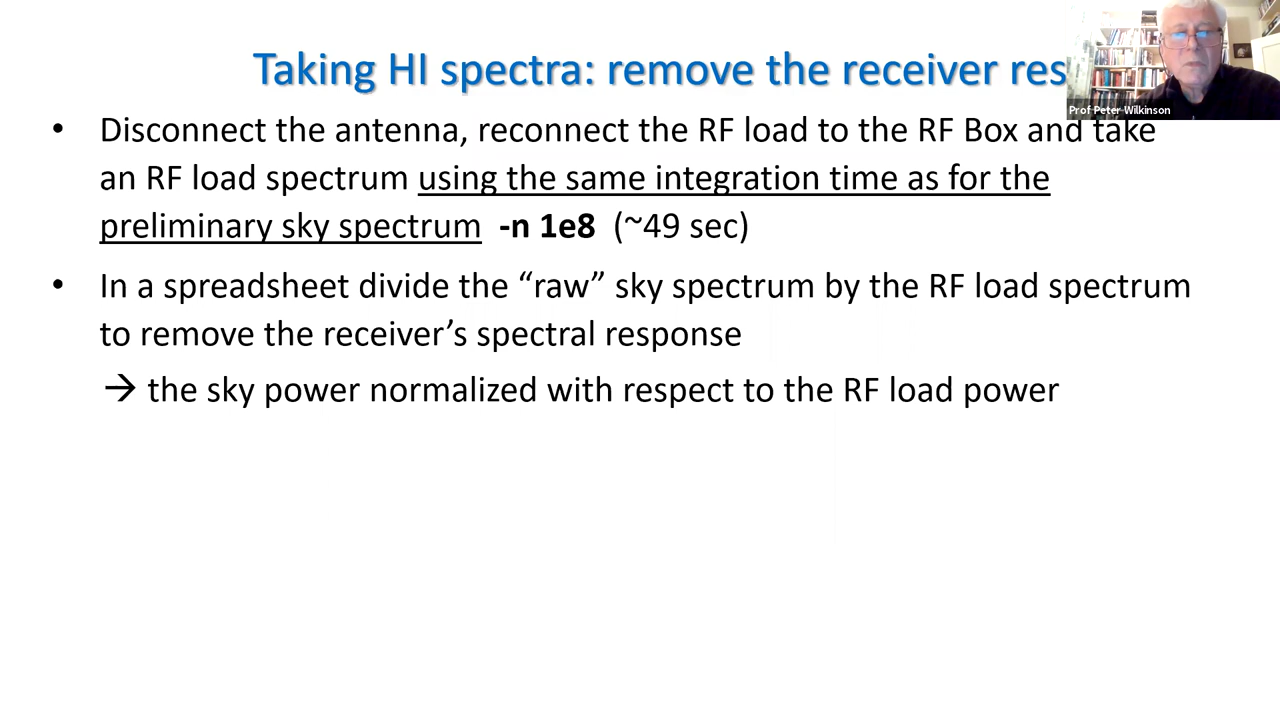 Taking HI spectra: remove the receiver res
Prof Peter Wilkinson
• Disconnect the antenna, reconnect the RF load to the RF Box and take
an RF load spectrum using the same integration time as for the
preliminary sky spectrum -n 1e8 (~49 sec)
• In a spreadsheet divide the “raw” sky spectrum by the RF load spectrum
to remove the receiver’s spectral response
→ the sky power normalized with respect to the RF load power